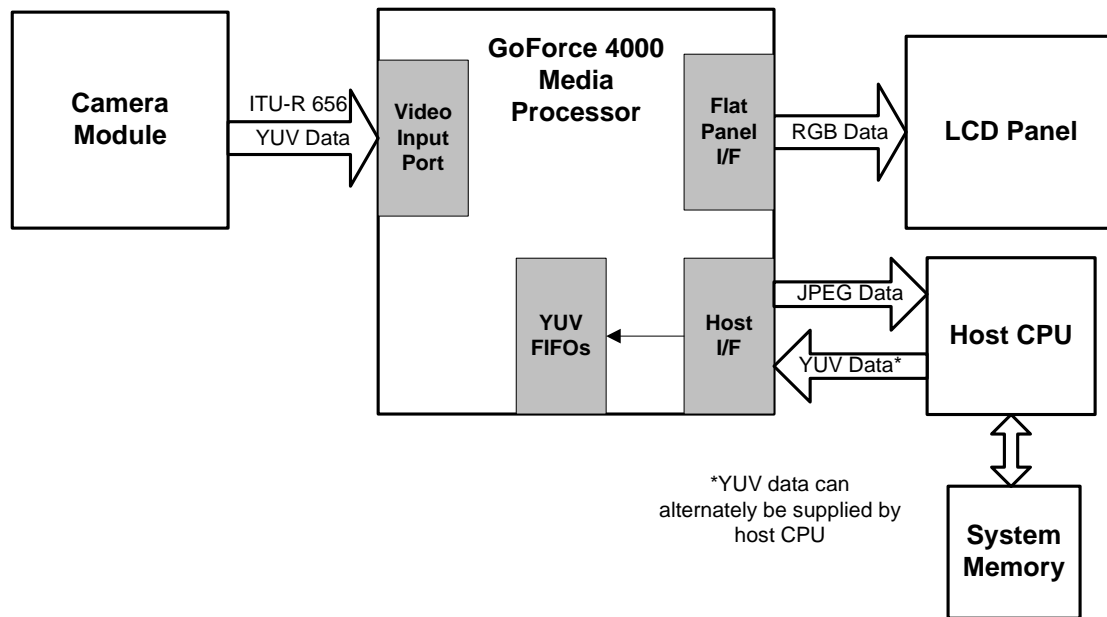 Camera
Module
ITU-R 656
YUV Data
GoForce 4000
Media
Processor
Video
Input
Port
Flat
Panel
I/F
RGB Data
LCD Panel
YUV
FIFOs
Host
I/F
JPEG Data
YUV Data*
Host CPU
*YUV data can
alternately be supplied by
host CPU
System
Memory